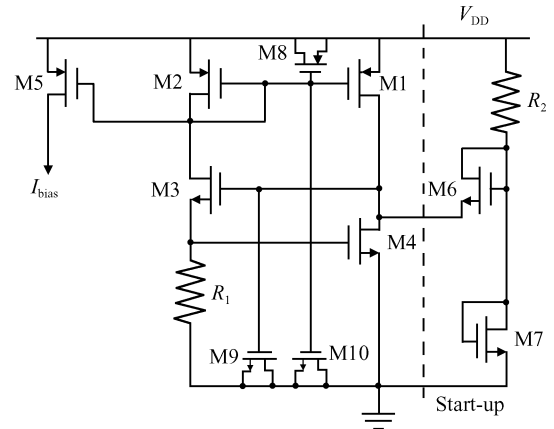 V_DD
M8
M5
M2
M1
R_2
I_bias
M3
M6
M4
R_1
M7
M9
M10
Start-up